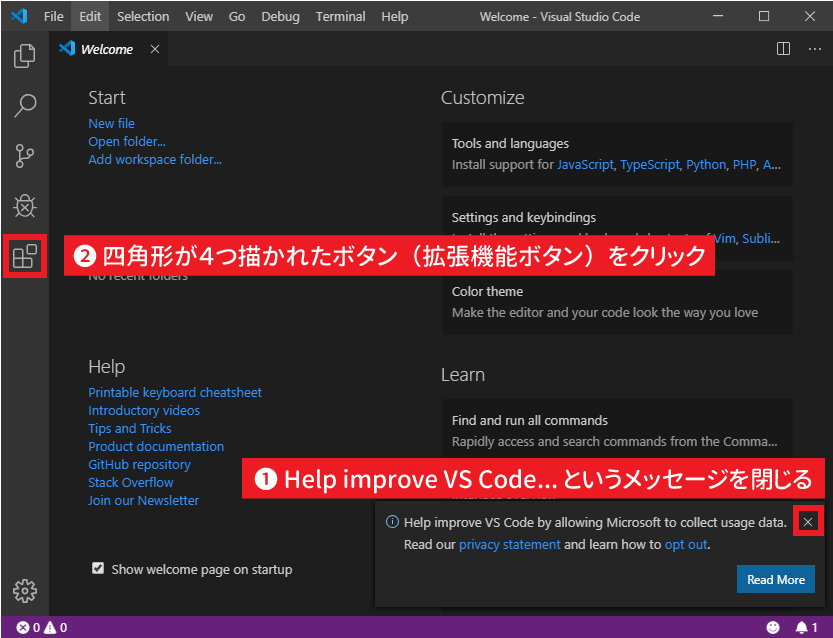 File Edit Selection View Go Debug Terminal Help Welcome - Visual Studio Code
Welcome
Start
New file
Open folder...
Add workspace folder...
No recent folders
Help
Printable keyboard cheatsheet
Introductory videos
Tips and Tricks
Product documentation
GitHub repository
Stack Overflow
Join our Newsletter
Show welcome page on startup
Customize
Tools and languages
Install support for JavaScript, TypeScript, Python, PHP, A...
Settings and keybindings
Vim, Subli...
Color theme
Make the editor and your code look the way you love
Learn
Find and run all commands
Rapidly access and search commands from the Comma...
❷ 四角形が4つ描かれたボタン（拡張機能ボタン）をクリック
❶ Help improve VS Code... というメッセージを閉じる
Help improve VS Code by allowing Microsoft to collect usage data.
Read our privacy statement and learn how to opt out.
Read More
0 0 1